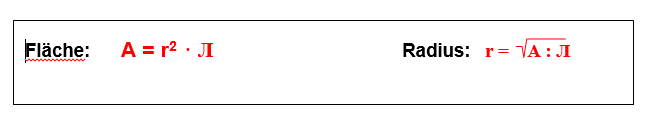 Fläche: A = r² · Л Radius: r = √A : Л